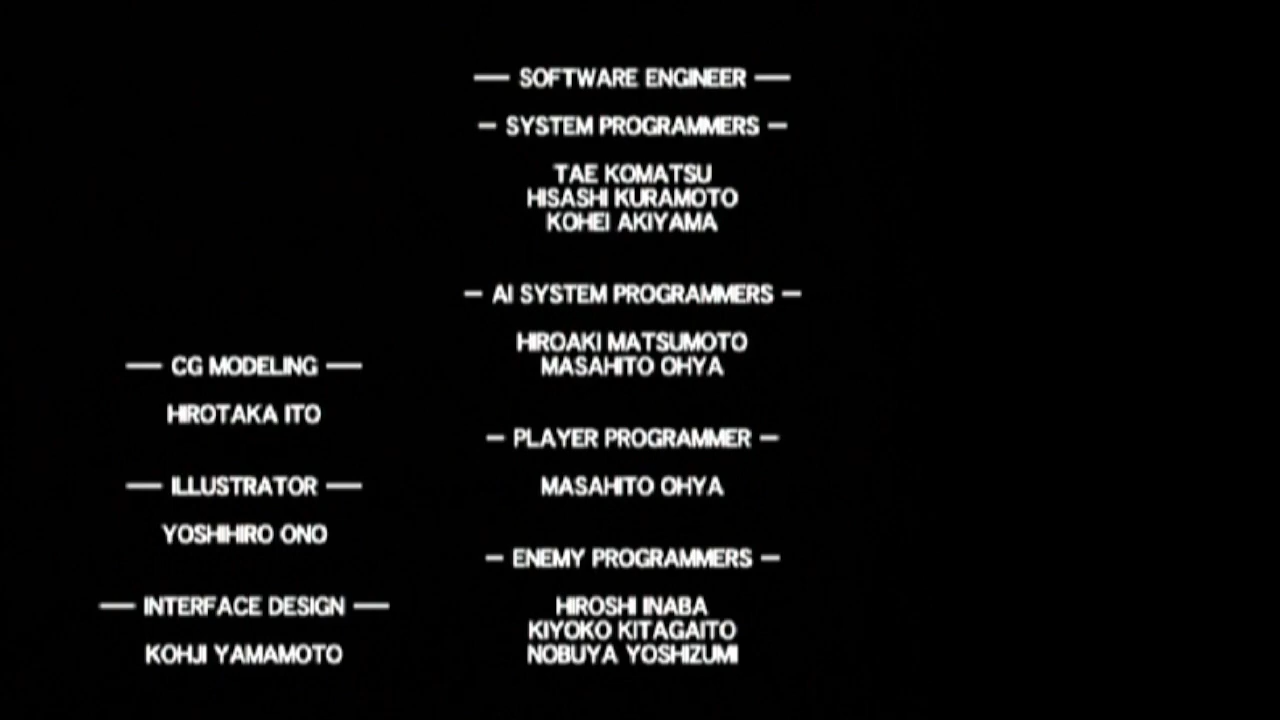 — CG MODELING —
HIROTAKA ITO
— ILLUSTRATOR —
YOSHIHIRO ONO
— INTERFACE DESIGN —
KOHJI YAMAMOTO
— SOFTWARE ENGINEER —
– SYSTEM PROGRAMMERS –
TAE KOMATSU
HISASHI KURAMOTO
KOHEI AKIYAMA
– AI SYSTEM PROGRAMMERS –
HIROAKI MATSUMOTO
MASAHITO OHYA
– PLAYER PROGRAMMER –
MASAHITO OHYA
– ENEMY PROGRAMMERS –
HIROSHI INABA
KIYOKO KITAGAITO
NOBUYA YOSHIZUMI